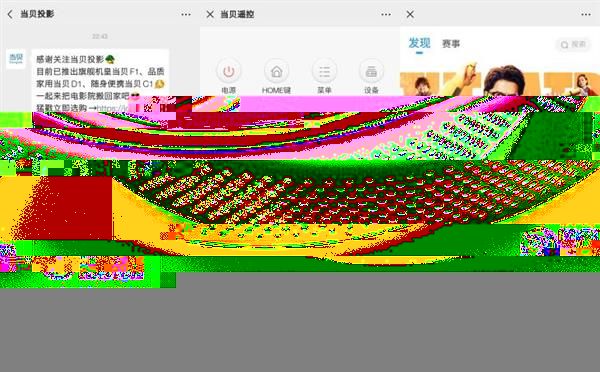 当贝投影
22:43
当贝
感谢关注当贝投影
目前已推出旗舰机皇当贝F1、品质
家用当贝D1、随身便携当贝C1
一起来把电影院搬回家吧
猛戳立即选购→https://k
当贝遥控
电源 HOME键 菜单 设备
发现 赛事
搜索